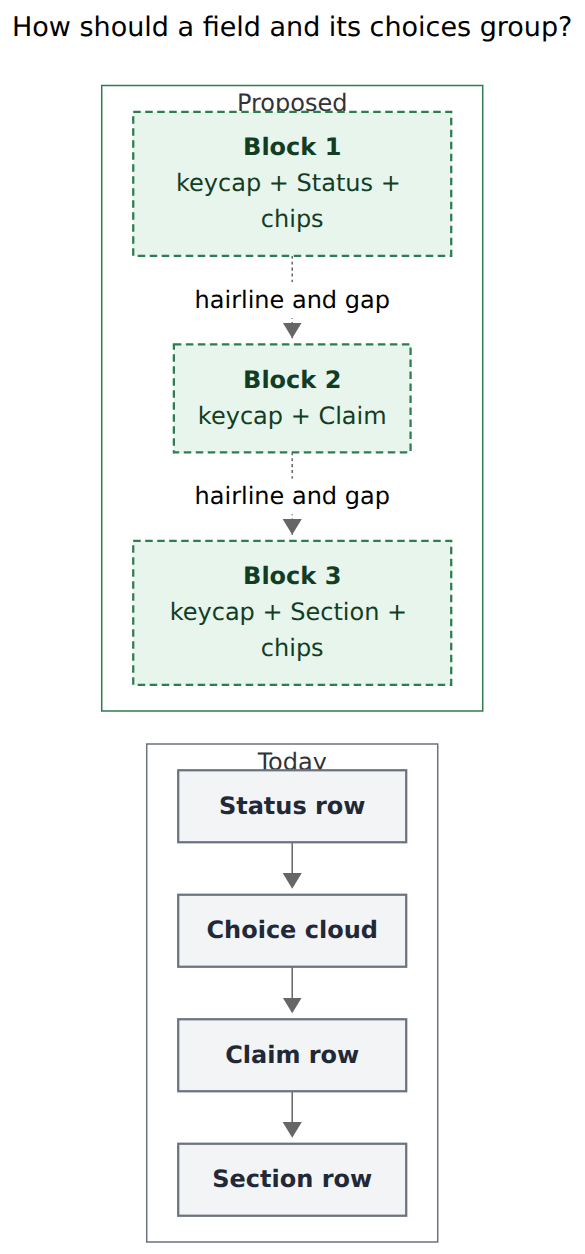 How should a field and its choices group?
Proposed
Block 1
keycap + Status +
chips
hairline and gap
Block 2
keycap + Claim
hairline and gap
Block 3
keycap + Section +
chips
Today
Status row
Choice cloud
Claim row
Section row